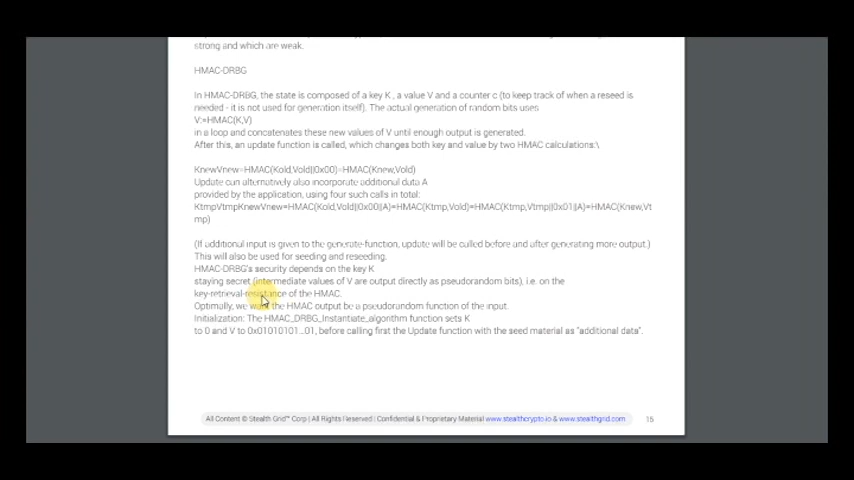 strong and which are weak.
HMAC-DRBG
In HMAC-DRBG, the state is composed of a key K , a value V and a counter c (to keep track of when a reseed is
needed - it is not used for generation itself). The actual generation of random bits uses
V:=HMAC(K,V)
in a loop and concatenates these new values of V until enough output is generated.
After this, an update function is called, which changes both key and value by two HMAC calculations:\
KnewVnew=HMAC(Kold,Vold||0x00)=HMAC(Knew,Vold)
Update can alternatively also incorporate additional data A
provided by the application, using four such calls in total:
KtmpVtmpKnewVnew=HMAC(Kold,Vold||0x00||A)=HMAC(Ktmp,Vold)=HMAC(Ktmp,Vtmp||0x01||A)=HMAC(Knew,Vt
mp)
(If additional input is given to the generate-function, update will be called before and after generating more output.)
This will also be used for seeding and reseeding.
HMAC-DRBG's security depends on the key K
staying secret (intermediate values of V are output directly as pseudorandom bits), i.e. on the
key-retrieval-resistance of the HMAC.
Optimally, we want the HMAC output be a pseudorandom function of the input.
Initialization: The HMAC_DRBG_Instantiate_algorithm function sets K
to 0 and V to 0x01010101...01, before calling first the Update function with the seed material as "additional data".
All Content © Stealth Grid™ Corp | All Rights Reserved | Confidential & Proprietary Material www.stealthcrypto.io & www.stealthgrid.com 16